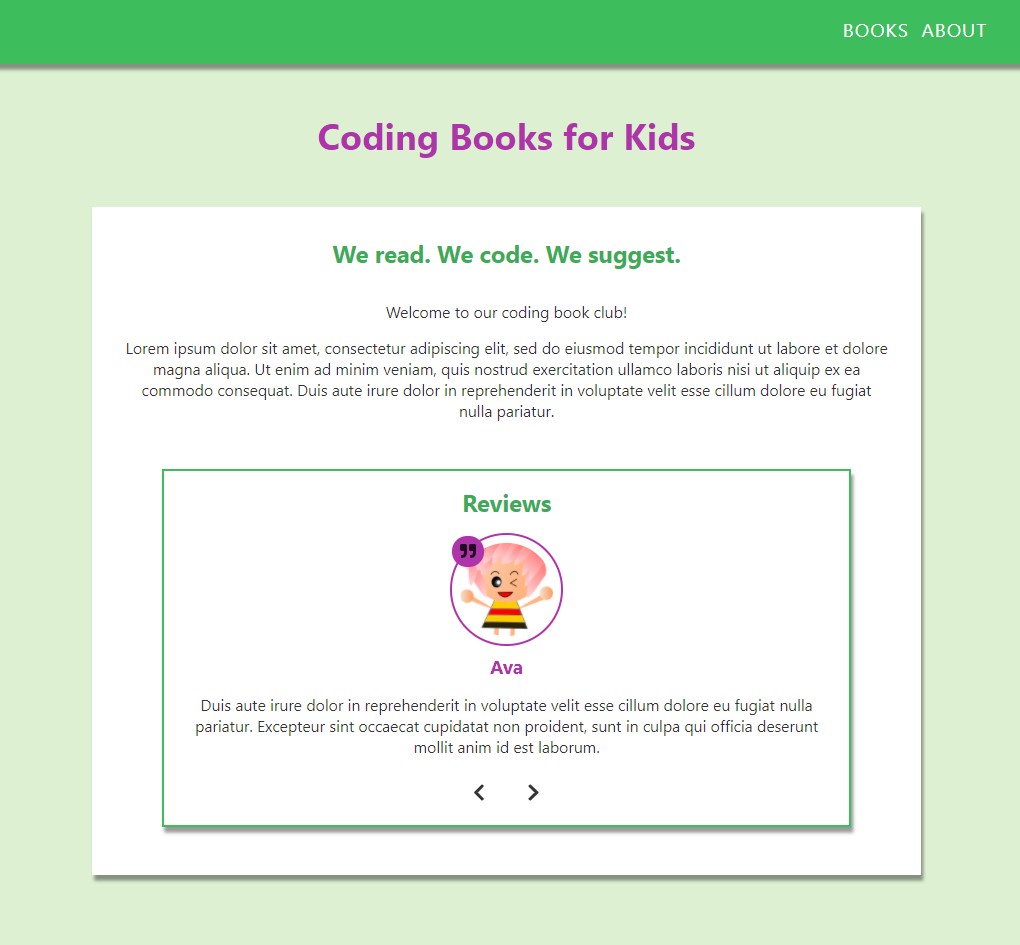 BOOKS ABOUT
Coding Books for Kids
We read. We code. We suggest.
Welcome to our coding book club!
Lorem ipsum dolor sit amet, consectetur adipiscing elit, sed do eiusmod tempor incididunt ut labore et dolore
magna aliqua. Ut enim ad minim veniam, quis nostrud exercitation ullamco laboris nisi ut aliquip ex ea
commodo consequat. Duis aute irure dolor in reprehenderit in voluptate velit esse cillum dolore eu fugiat
nulla pariatur.
Reviews
Ava
Duis aute irure dolor in reprehenderit in voluptate velit esse cillum dolore eu fugiat nulla
pariatur. Excepteur sint occaecat cupidatat non proident, sunt in culpa qui officia deserunt
mollit anim id est laborum.